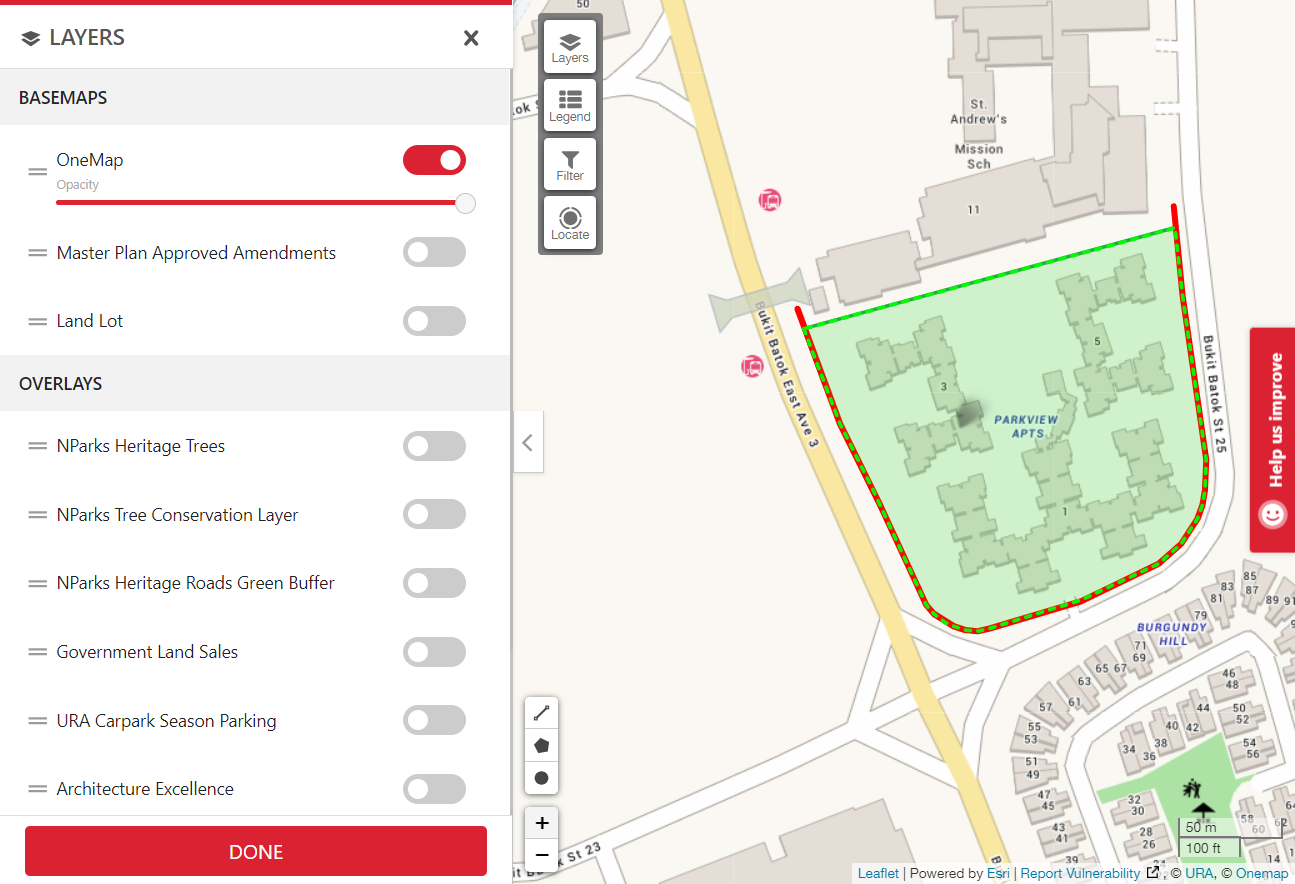 LAYERS
BASEMAPS
OneMap
Opacity
Master Plan Approved Amendments
Land Lot
OVERLAYS
NParks Heritage Trees
NParks Tree Conservation Layer
NParks Heritage Roads Green Buffer
Government Land Sales
URA Carpark Season Parking
Architecture Excellence
DONE
Layers
Legend
Filter
Locate
50
St.
Andrew's
Mission
Sch
11
Bukit Batok East Ave 3
Bukit Batok St 25
3
5
PARKVIEW
APTS
1
Help us improve
BURGUNDY
HILL
85
83
87
81
89
91
79
71
69
65
67
63
61
57
55
53
51
49
47
45
43
41
39
46
48
50
52
54
56
40
42
38
34
36
32
30
28
26
24
58
60
62
64
14
St 23
+
−
50 m
100 ft
Leaflet | Powered by Esri | Report Vulnerability , © URA, © Onemap